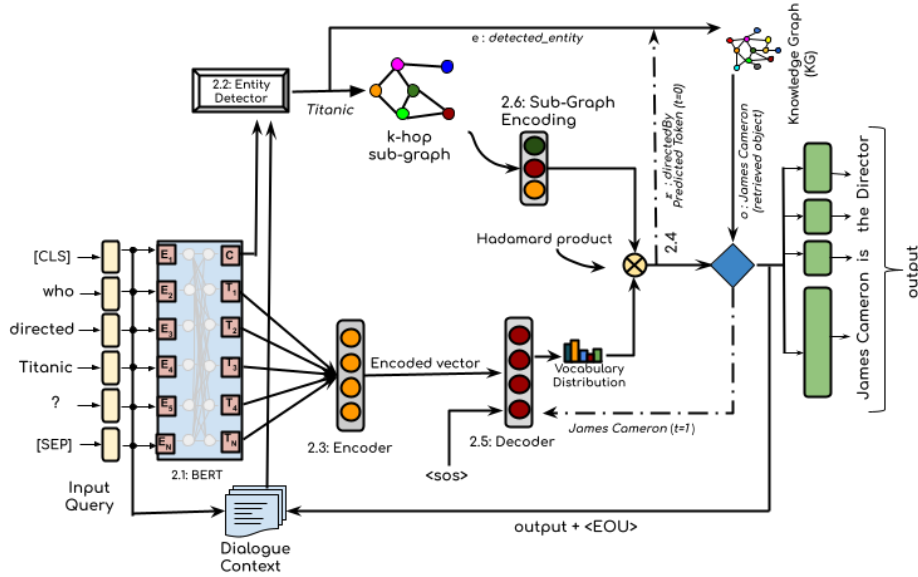 e : detected_entity
Knowledge Graph
(KG)
2.2: Entity
Detector
Titanic
k-hop
sub-graph
2.6: Sub-Graph
Encoding
r : directedBy
Predicted Token (t=0)
o : James Cameron
(retrieved object)
2.4
Hadamard product
[CLS]
who
directed
Titanic
?
[SEP]
Input
Query
E1
E2
E3
E4
E5
EN
C
T1
T2
T3
T4
TN
2.1: BERT
2.3: Encoder
Encoded vector
Vocabulary
Distribution
2.5: Decoder
<sos>
James Cameron (t=1)
James Cameron is the Director
output
Dialogue
Context
output + <EOU>